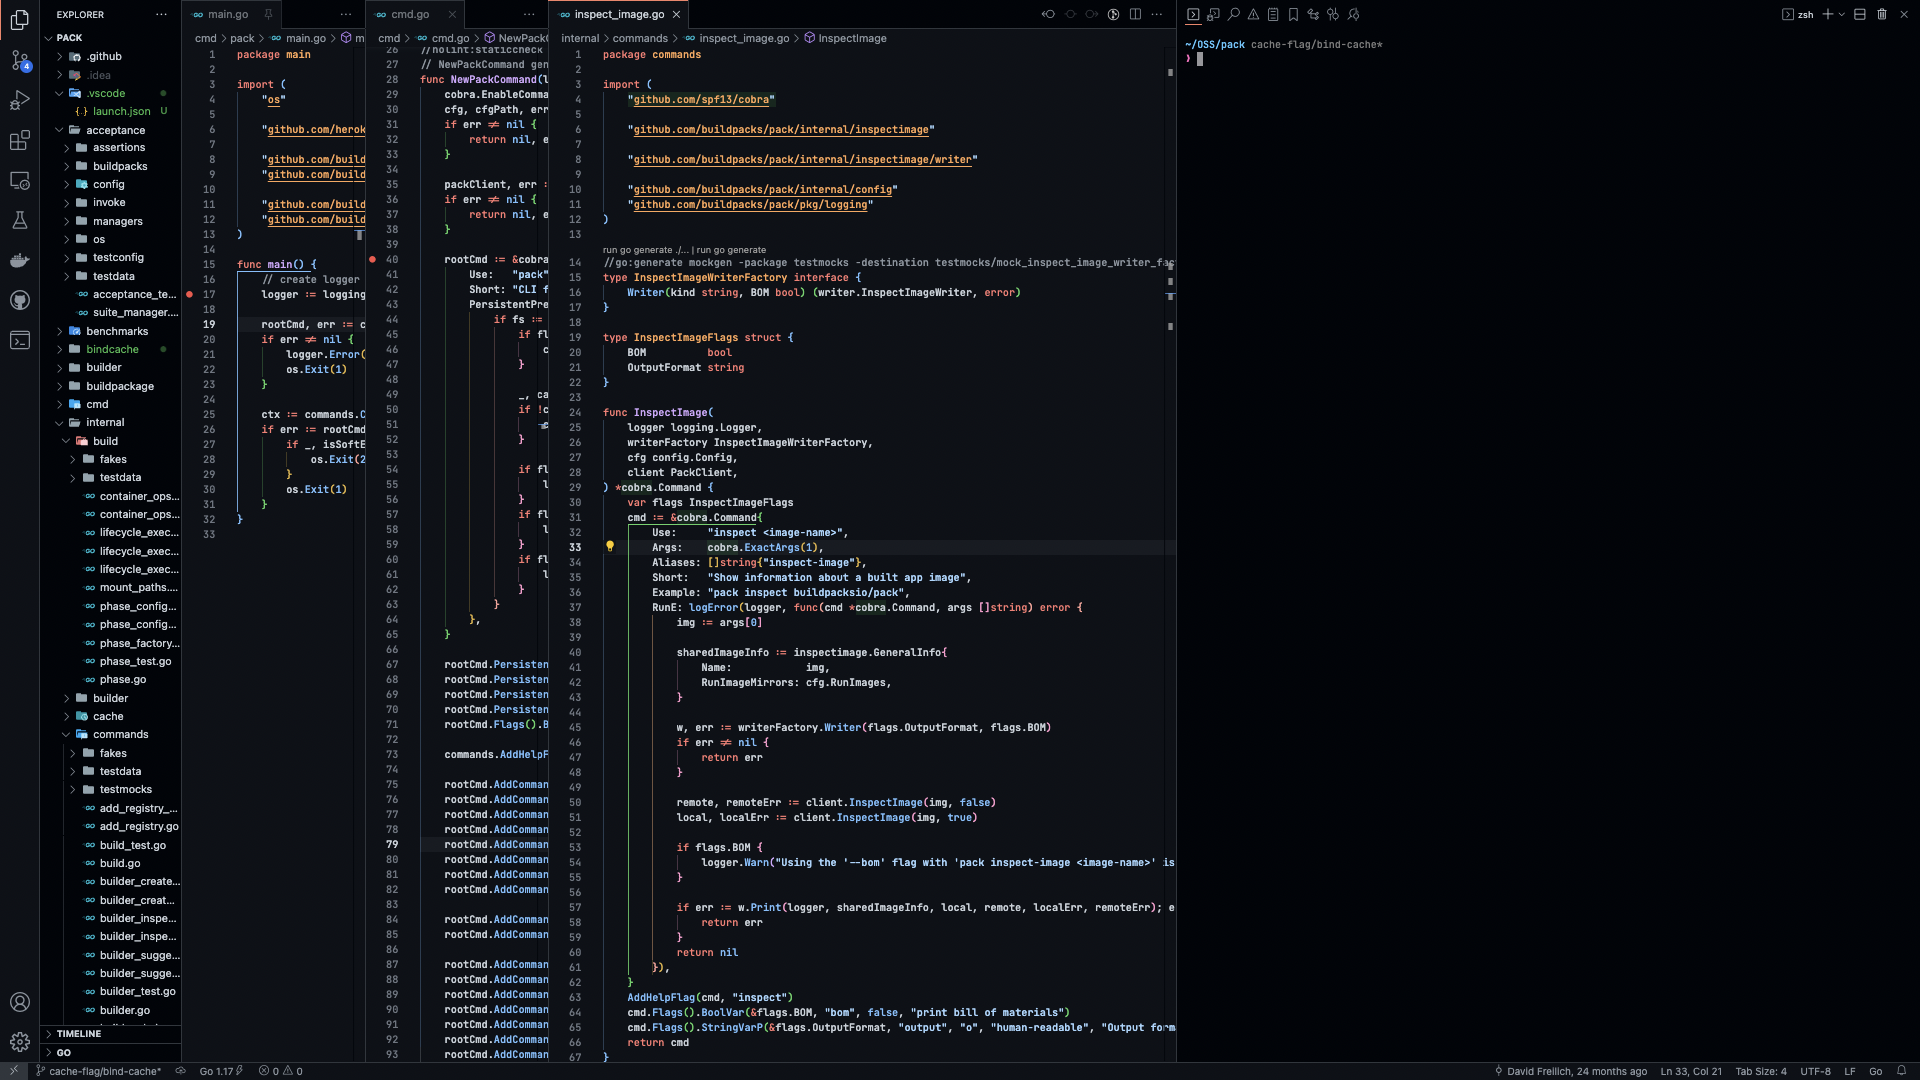 EXPLORER
PACK
.github
.idea
.vscode
launch.json U
acceptance
assertions
buildpacks
config
invoke
managers
os
testconfig
testdata
acceptance_te...
suite_manager....
benchmarks
bindcache
builder
buildpackage
cmd
internal
build
fakes
testdata
container_ops...
container_ops...
lifecycle_exec...
lifecycle_exec...
lifecycle_exec...
mount_paths....
phase_config...
phase_config...
phase_factory...
phase_test.go
phase.go
builder
cache
commands
fakes
testdata
testmocks
add_registry_...
add_registry.go
build_test.go
build.go
builder_create...
builder_creat...
builder_inspe...
builder_inspe...
builder_sugge...
builder_sugge...
builder_test.go
builder.go
TIMELINE
GO
4
main.go
cmd > pack > main.go > m
1 package main
2
3 import (
4 "os"
5
6 "github.com/herok
7
8 "github.com/build
9 "github.com/build
10
11 "github.com/build
12 "github.com/build
13 )
14
15 func main() {
16 // create logger
17 logger := logging
18
19 rootCmd, err := c
20 if err ≠ nil {
21 logger.Error(
22 os.Exit(1)
23 }
24
25 ctx := commands.C
26 if err := rootCmd
27 if _, isSoftE
28 os.Exit(2
29 }
30 os.Exit(1)
31 }
32 }
33
cmd.go
cmd > cmd.go > NewPack
26 //nolint:staticcheck
27 // NewPackCommand gen
28 func NewPackCommand(l
29 cobra.EnableComma
30 cfg, cfgPath, err
31 if err ≠ nil {
32 return nil, e
33 }
34
35 packClient, err :
36 if err ≠ nil {
37 return nil, e
38 }
39
40 rootCmd := &cobra
41 Use: "pack"
42 Short: "CLI f
43 PersistentPre
44 if fs :=
45 if fl
46 c
47 }
48
49 _, ca
50 if !c
51 c
52 }
53
54 if fl
55 l
56 }
57 if fl
58 l
59 }
60 if fl
61 l
62 }
63 }
64 },
65 }
66
67 rootCmd.Persisten
68 rootCmd.Persisten
69 rootCmd.Persisten
70 rootCmd.Persisten
71 rootCmd.Flags().B
72
73 commands.AddHelpF
74
75 rootCmd.AddComman
76 rootCmd.AddComman
77 rootCmd.AddComman
78 rootCmd.AddComman
79 rootCmd.AddComman
80 rootCmd.AddComman
81 rootCmd.AddComman
82 rootCmd.AddComman
83
84 rootCmd.AddComman
85 rootCmd.AddComman
86
87 rootCmd.AddComman
88 rootCmd.AddComman
89 rootCmd.AddComman
90 rootCmd.AddComman
91 rootCmd.AddComman
92 rootCmd.AddComman
93 rootCmd.AddComman
inspect_image.go
internal > commands > inspect_image.go > InspectImage
1 package commands
2
3 import (
4 "github.com/spf13/cobra"
5
6 "github.com/buildpacks/pack/internal/inspectimage"
7
8 "github.com/buildpacks/pack/internal/inspectimage/writer"
9
10 "github.com/buildpacks/pack/internal/config"
11 "github.com/buildpacks/pack/pkg/logging"
12 )
13
run go generate ./... | run go generate
14 //go:generate mockgen -package testmocks -destination testmocks/mock_inspect_image_writer_fac
15 type InspectImageWriterFactory interface {
16 Writer(kind string, BOM bool) (writer.InspectImageWriter, error)
17 }
18
19 type InspectImageFlags struct {
20 BOM bool
21 OutputFormat string
22 }
23
24 func InspectImage(
25 logger logging.Logger,
26 writerFactory InspectImageWriterFactory,
27 cfg config.Config,
28 client PackClient,
29 ) *cobra.Command {
30 var flags InspectImageFlags
31 cmd := &cobra.Command{
32 Use: "inspect <image-name>",
33 Args: cobra.ExactArgs(1),
34 Aliases: []string{"inspect-image"},
35 Short: "Show information about a built app image",
36 Example: "pack inspect buildpacksio/pack",
37 RunE: logError(logger, func(cmd *cobra.Command, args []string) error {
38 img := args[0]
39
40 sharedImageInfo := inspectimage.GeneralInfo{
41 Name: img,
42 RunImageMirrors: cfg.RunImages,
43 }
44
45 w, err := writerFactory.Writer(flags.OutputFormat, flags.BOM)
46 if err ≠ nil {
47 return err
48 }
49
50 remote, remoteErr := client.InspectImage(img, false)
51 local, localErr := client.InspectImage(img, true)
52
53 if flags.BOM {
54 logger.Warn("Using the '--bom' flag with 'pack inspect-image <image-name>' is
55 }
56
57 if err := w.Print(logger, sharedImageInfo, local, remote, localErr, remoteErr); e
58 return err
59 }
60 return nil
61 }),
62 }
63 AddHelpFlag(cmd, "inspect")
64 cmd.Flags().BoolVar(&flags.BOM, "bom", false, "print bill of materials")
65 cmd.Flags().StringVarP(&flags.OutputFormat, "output", "o", "human-readable", "Output form
66 return cmd
67 }
zsh
~/OSS/pack cache-flag/bind-cache*
❯
cache-flag/bind-cache* Go 1.17 0 0
David Freilich, 24 months ago Ln 33, Col 21 Tab Size: 4 UTF-8 LF Go